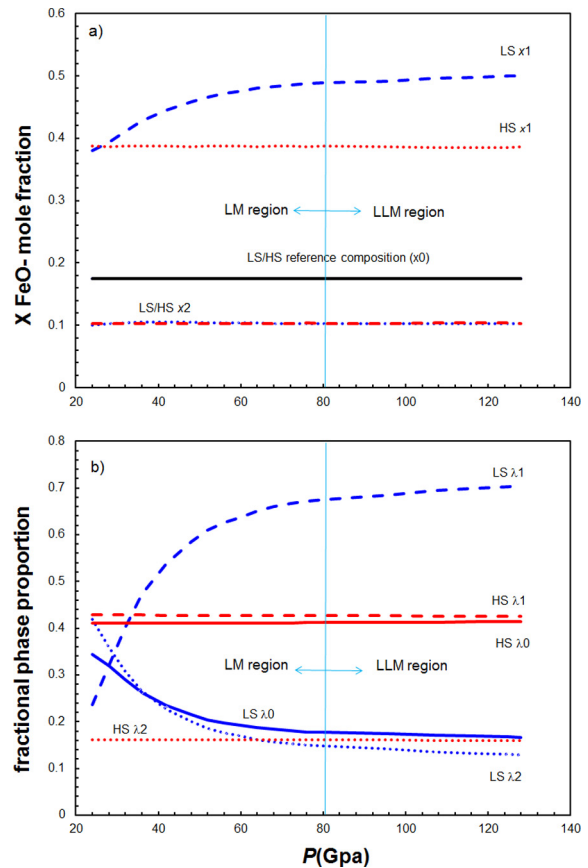 a)
X FeO- mole fraction
0.6
0.5
0.4
0.3
0.2
0.1
0
LS x1
HS x1
LM region
LLM region
LS/HS reference composition (x0)
LS/HS x2
20 40 60 80 100 120 140
b)
fractional phase proportion
0.8
0.7
0.6
0.5
0.4
0.3
0.2
0.1
0
LS λ1
HS λ1
HS λ0
LM region
LLM region
HS λ2
LS λ0
LS λ2
20 40 60 80 100 120 140
P(Gpa)